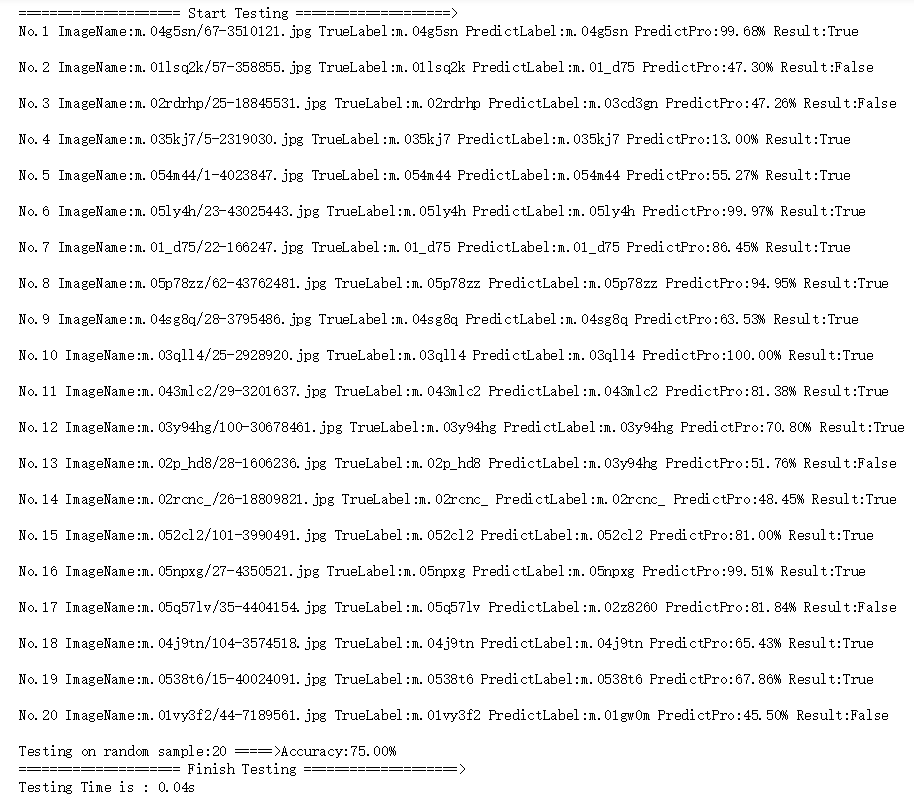 ===================== Start Testing ====================>
No.1 ImageName:m.04g5sn/67-3510121.jpg TrueLabel:m.04g5sn PredictLabel:m.04g5sn PredictPro:99.68% Result:True
No.2 ImageName:m.01lsq2k/57-358855.jpg TrueLabel:m.01lsq2k PredictLabel:m.01_d75 PredictPro:47.30% Result:False
No.3 ImageName:m.02rdrhp/25-18845531.jpg TrueLabel:m.02rdrhp PredictLabel:m.03cd3gn PredictPro:47.26% Result:False
No.4 ImageName:m.035kj7/5-2319030.jpg TrueLabel:m.035kj7 PredictLabel:m.035kj7 PredictPro:13.00% Result:True
No.5 ImageName:m.054m44/1-4023847.jpg TrueLabel:m.054m44 PredictLabel:m.054m44 PredictPro:55.27% Result:True
No.6 ImageName:m.05ly4h/23-43025443.jpg TrueLabel:m.05ly4h PredictLabel:m.05ly4h PredictPro:99.97% Result:True
No.7 ImageName:m.01_d75/22-166247.jpg TrueLabel:m.01_d75 PredictLabel:m.01_d75 PredictPro:86.45% Result:True
No.8 ImageName:m.05p78zz/62-43762481.jpg TrueLabel:m.05p78zz PredictLabel:m.05p78zz PredictPro:94.95% Result:True
No.9 ImageName:m.04sg8q/28-3795486.jpg TrueLabel:m.04sg8q PredictLabel:m.04sg8q PredictPro:63.53% Result:True
No.10 ImageName:m.03qll4/25-2928920.jpg TrueLabel:m.03qll4 PredictLabel:m.03qll4 PredictPro:100.00% Result:True
No.11 ImageName:m.043mlc2/29-3201637.jpg TrueLabel:m.043mlc2 PredictLabel:m.043mlc2 PredictPro:81.38% Result:True
No.12 ImageName:m.03y94hg/100-30678461.jpg TrueLabel:m.03y94hg PredictLabel:m.03y94hg PredictPro:70.80% Result:True
No.13 ImageName:m.02p_hd8/28-1606236.jpg TrueLabel:m.02p_hd8 PredictLabel:m.03y94hg PredictPro:51.76% Result:False
No.14 ImageName:m.02rcnc_/26-18809821.jpg TrueLabel:m.02rcnc_ PredictLabel:m.02rcnc_ PredictPro:48.45% Result:True
No.15 ImageName:m.052cl2/101-3990491.jpg TrueLabel:m.052cl2 PredictLabel:m.052cl2 PredictPro:81.00% Result:True
No.16 ImageName:m.05npxg/27-4350521.jpg TrueLabel:m.05npxg PredictLabel:m.05npxg PredictPro:99.51% Result:True
No.17 ImageName:m.05q57lv/35-4404154.jpg TrueLabel:m.05q57lv PredictLabel:m.02z8260 PredictPro:81.84% Result:False
No.18 ImageName:m.04j9tn/104-3574518.jpg TrueLabel:m.04j9tn PredictLabel:m.04j9tn PredictPro:65.43% Result:True
No.19 ImageName:m.0538t6/15-40024091.jpg TrueLabel:m.0538t6 PredictLabel:m.0538t6 PredictPro:67.86% Result:True
No.20 ImageName:m.01vy3f2/44-7189561.jpg TrueLabel:m.01vy3f2 PredictLabel:m.01gw0m PredictPro:45.50% Result:False
Testing on random sample:20 =====>Accuracy:75.00%
===================== Finish Testing ====================>
Testing Time is : 0.04s